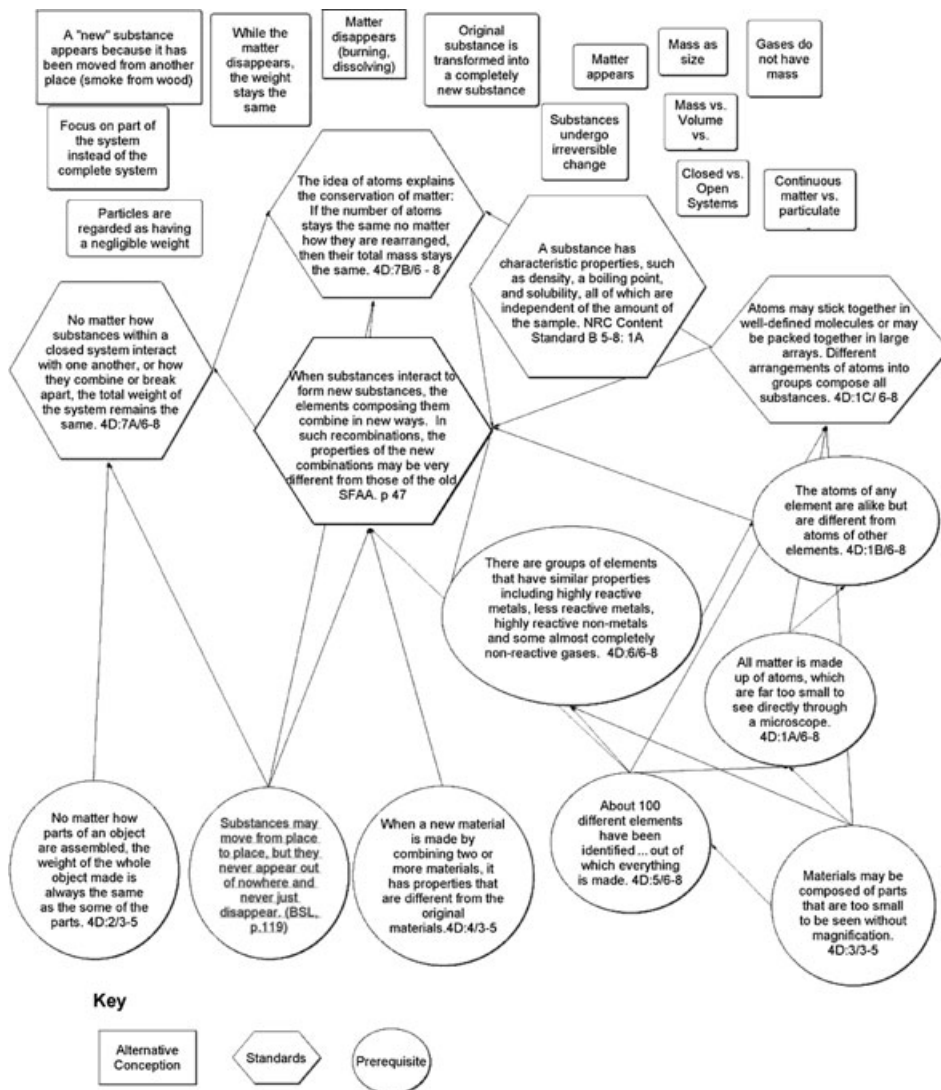 A "new" substance
appears because it has
been moved from another
place (smoke from wood)
While the
matter
disappears,
the weight
stays the
same
Matter
disappears
(burning,
dissolving)
Original
substance is
transformed into
a completely
new substance
Matter
appears
Mass as
size
Gases do
not have
mass
Focus on part of
the system
instead of the
complete system
Substances
undergo
irreversible
change
Mass vs.
Volume
vs.
Particles are
regarded as having
a negligible weight
Closed vs.
Open
Systems
Continuous
matter vs.
particulate
The idea of atoms explains
the conservation of matter:
If the number of atoms
stays the same no matter
how they are rearranged,
then their total mass stays
the same. 4D:7B/6 - 8
A substance has
characteristic properties, such
as density, a boiling point,
and solubility, all of which are
independent of the amount of
the sample. NRC Content
Standard B 5-8: 1A
No matter how
substances within a
closed system interact
with one another, or how
they combine or break
apart, the total weight of
the system remains the
same. 4D:7A/6-8
Atoms may stick together in
well-defined molecules or may
be packed together in large
arrays. Different
arrangements of atoms into
groups compose all
substances. 4D:1C/ 6-8
When substances interact to
form new substances, the
elements composing them
combine in new ways. In
such recombinations, the
properties of the new
combinations may be very
different from those of the old.
SFAA. p 47
The atoms of any
element are alike but
are different from
atoms of other
elements. 4D:1B/6-8
There are groups of elements
that have similar properties
including highly reactive
metals, less reactive metals,
highly reactive non-metals
and some almost completely
non-reactive gases. 4D:6/6-8
All matter is made
up of atoms, which
are far too small to
see directly through
a microscope.
4D:1A/6-8
No matter how
parts of an object
are assembled, the
weight of the whole
object made is
always the same
as the some of the
parts. 4D:2/3-5
Substances may
move from place
to place, but they
never appear out
of nowhere and
never just
disappear. (BSL,
p.119)
When a new material
is made by
combining two or
more materials, it
has properties that
are different from the
original
materials.4D:4/3-5
About 100
different elements
have been
identified ... out of
which everything
is made. 4D:5/6-8
Materials may be
composed of parts
that are too small
to be seen without
magnification.
4D:3/3-5
Key
Alternative
Conception
Standards
Prerequisite